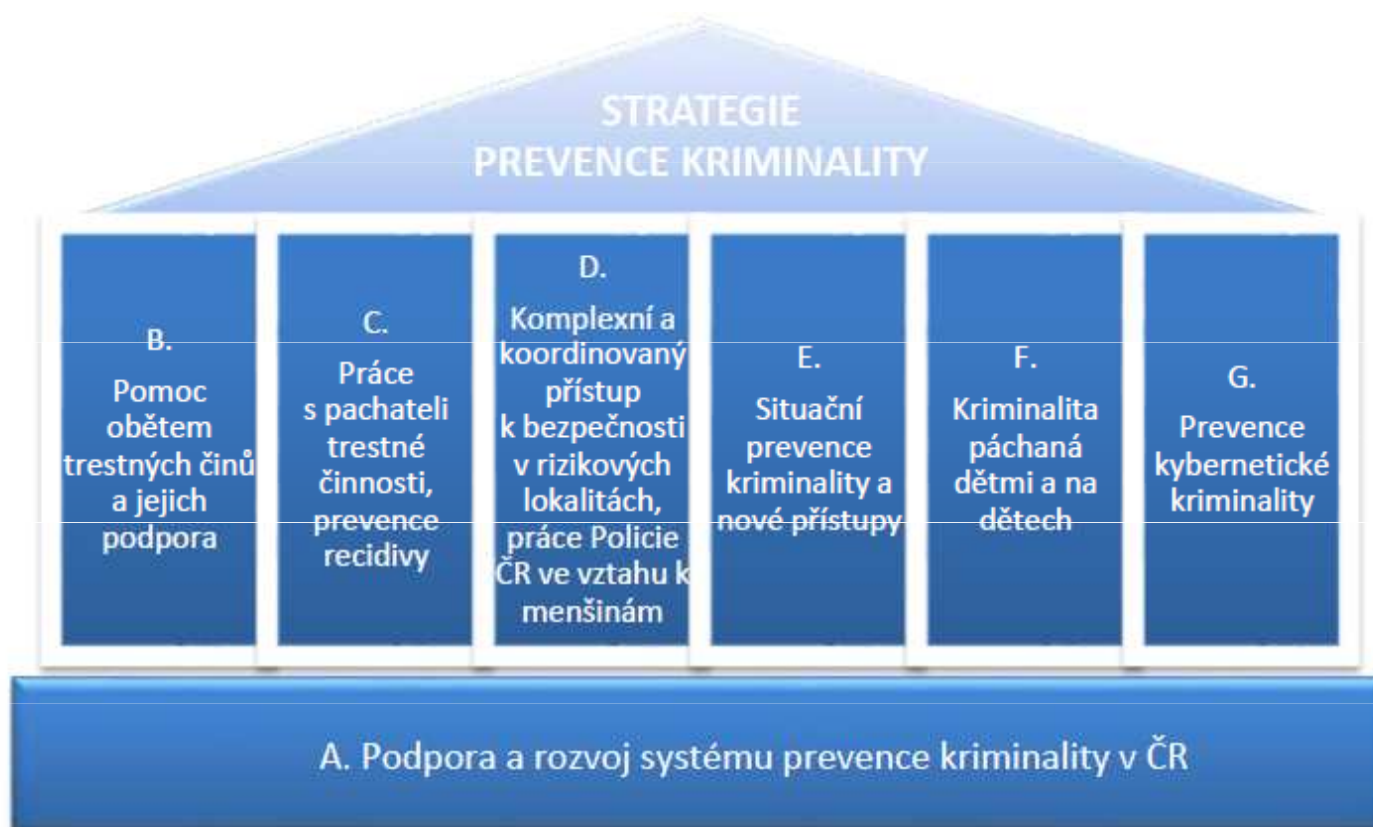 STRATEGIE
PREVENCE KRIMINALITY
B.
Pomoc
obětem
trestných činů
a jejich
podpora
C.
Práce
s pachateli
trestné
činnosti,
prevence
recidivy
D.
Komplexní a
koordinovaný
přístup
k bezpečnosti
v rizikových
lokalitách,
práce Policie
ČR ve vztahu k
menšinám
E.
Situační
prevence
kriminality a
nové přístupy
F.
Kriminalita
páchaná
dětmi a na
dětech
G.
Prevence
kybernetické
kriminality
A. Podpora a rozvoj systému prevence kriminality v ČR